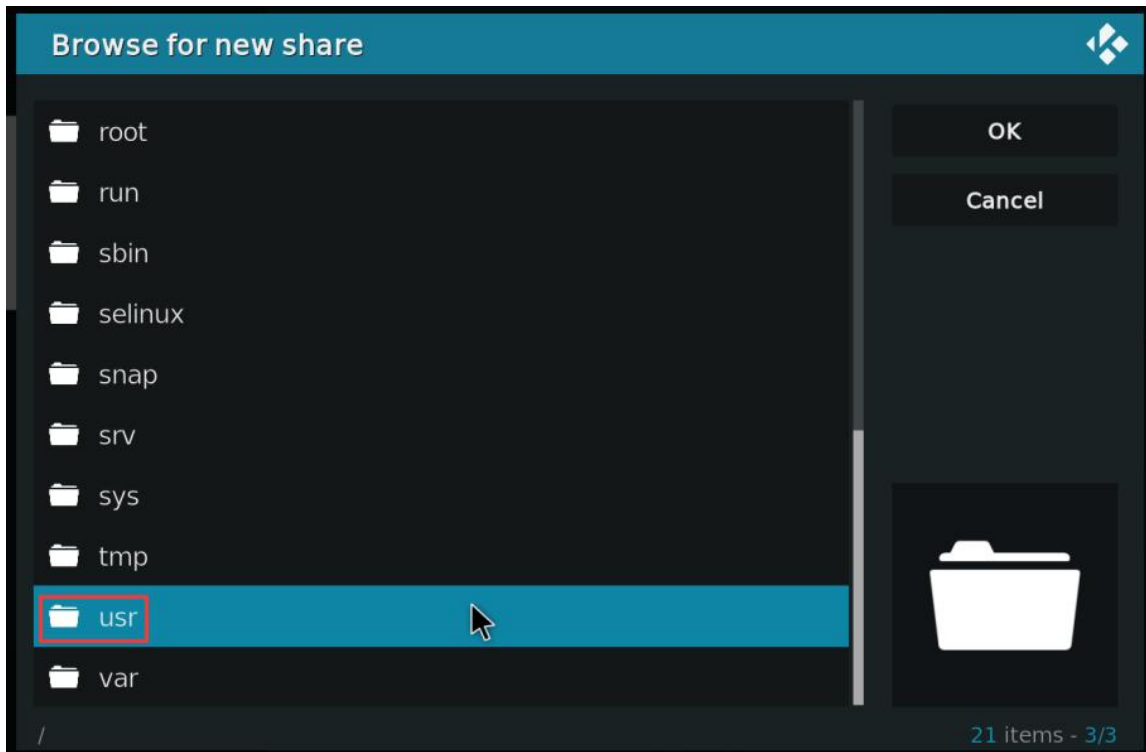 Browse for new share
root
run
sbin
selinux
snap
srv
sys
tmp
usr
var
OK
Cancel
/
21 items - 3/3